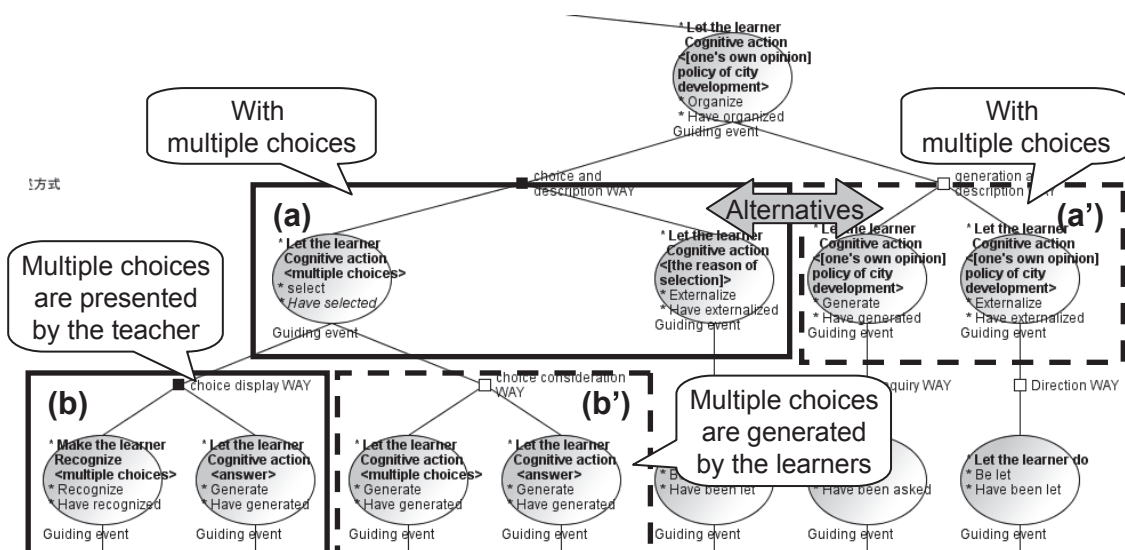 * Let the learner
Cognitive action
<[one's own opinion]
policy of city
development>
* Organize
* Have organized
Guiding event
With
multiple choices
With
multiple choices
方式
choice and
description WAY
generation a
description WAY
Alternatives
(a)
(a')
* Let the learner
Cognitive action
<multiple choices>
* select
* Have selected
Guiding event
* Let the learner
Cognitive action
<[the reason of
selection]>
* Externalize
* Have externalized
Guiding event
* Let the learner
Cognitive action
<[one's own opinion]
policy of city
development>
* Generate
* Have generated
Guiding event
* Let the learner
Cognitive action
<[one's own opinion]
policy of city
development>
* Externalize
* Have externalized
Guiding event
Multiple choices
are presented
by the teacher
choice display WAY
choice consideration
WAY
quiry WAY
Direction WAY
(b)
(b')
Multiple choices
are generated
by the learners
* Make the learner
Recognize
<multiple choices>
* Recognize
* Have recognized
Guiding event
* Let the learner
Cognitive action
<answer>
* Generate
* Have generated
Guiding event
* Let the learner
Cognitive action
<multiple choices>
* Generate
* Have generated
Guiding event
* Let the learner
Cognitive action
<answer>
* Generate
* Have generated
Guiding event
* Have been let
Guiding event
* Have been asked
Guiding event
* Let the learner do
* Be let
* Have been let
Guiding event